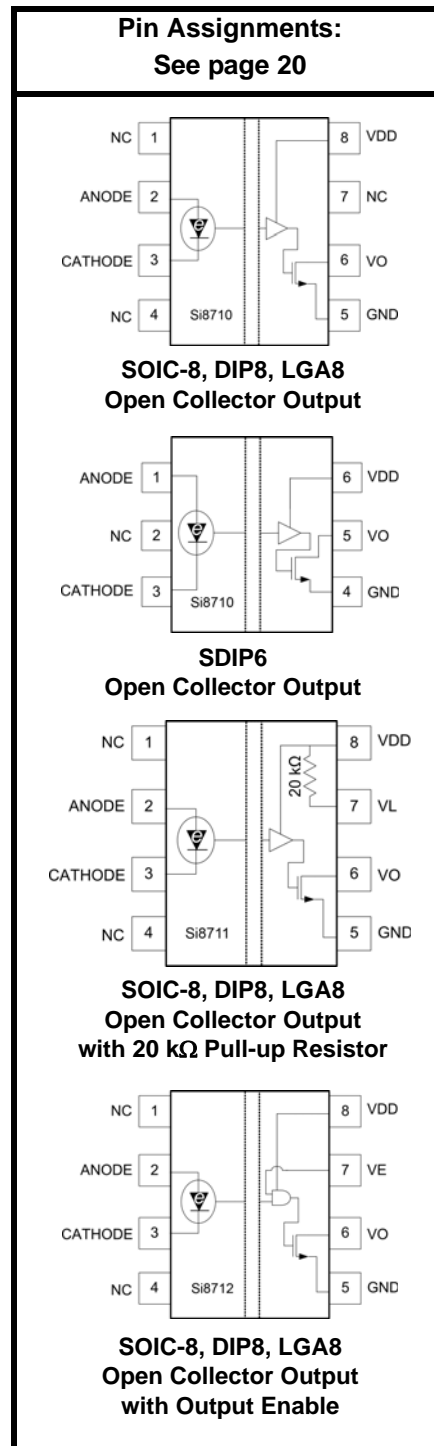 Pin Assignments:
See page 20
NC 1
8 VDD
ANODE 2
7 NC
CATHODE 3
6 VO
NC 4
Si8710
5 GND
SOIC-8, DIP8, LGA8
Open Collector Output
ANODE 1
6 VDD
NC 2
5 VO
CATHODE 3
Si8710
4 GND
SDIP6
Open Collector Output
NC 1
8 VDD
20 kΩ
ANODE 2
7 VL
CATHODE 3
6 VO
NC 4
Si8711
5 GND
SOIC-8, DIP8, LGA8
Open Collector Output
with 20 kΩ Pull-up Resistor
NC 1
8 VDD
ANODE 2
7 VE
CATHODE 3
6 VO
NC 4
Si8712
5 GND
SOIC-8, DIP8, LGA8
Open Collector Output
with Output Enable